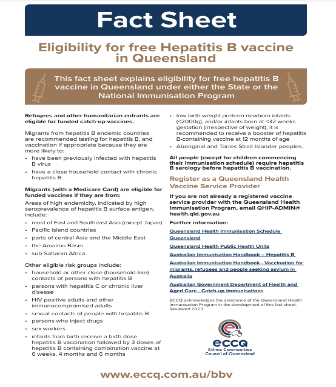 Fact Sheet
Eligibility for free Hepatitis B vaccine
in Queensland
This fact sheet explains eligibility for free hepatitis B
vaccine in Queensland under either the State or the
National Immunisation Program
Refugees and other humanitarian entrants are
eligible for funded catch-up vaccines.
Migrants from hepatitis B endemic countries
are recommended testing for hepatitis B, and
vaccination if appropriate because they are
more likely to:
• have been previously infected with hepatitis
B virus
• have a close household contact with chronic
hepatitis B.
Migrants (with a Medicare Card) are eligible for
funded vaccines if they are from:
Areas of high endemicity, indicated by high
seroprevalence of hepatitis B surface antigen,
include:
• most of East and Southeast Asia (except Japan)
• Pacific Island countries
• parts of central Asia and the Middle East
• the Amazon Basin
• sub-Saharan Africa.
Other eligible risk groups include:
• household or other close (household-like)
contacts of persons with hepatitis B
• persons with hepatitis C or chronic liver
disease
• HIV positive adults and other
immunocompromised adults
• sexual contacts of people with hepatitis B
• persons who inject drugs
• sex workers
• infants from birth receive a birth dose
hepatitis B vaccination followed by 3 doses of
hepatitis B containing combination vaccine at
6 weeks, 4 months and 6 months
• low birth weight preterm newborn infants
(<2000g), and/or infants born at <32 weeks
gestation (irrespective of weight), it is
recommended to receive a booster of hepatitis
B-containing vaccine at 12 months of age
• Aboriginal and Torres Strait Islander peoples.
All people (except for children commencing
their immunisation schedule) require hepatitis
B serology before hepatitis B vaccination.
Register as a Queensland Health
Vaccine Service Provider
If you are not already a registered vaccine
service provider with the Queensland Health
Immunisation Program, email QHIP-ADMIN@
health.qld.gov.au
Further information:
Queensland Health Immunisation Schedule
Queensland
Queensland Health Public Health Units
Australian Immunisation Handbook – Hepatitis B
Australian Immunisation Handbook - Vaccination for
migrants, refugees and people seeking asylum in
Australia
Australian Government Department of Health and
Aged Care - Catch-up immunisations
ECCQ acknowledges the assistance of the Queensland Health
Immunisation Program in the development of this fact sheet.
eccq
Ethnic Communities
Council of Queensland
www.eccq.com.au/bbv